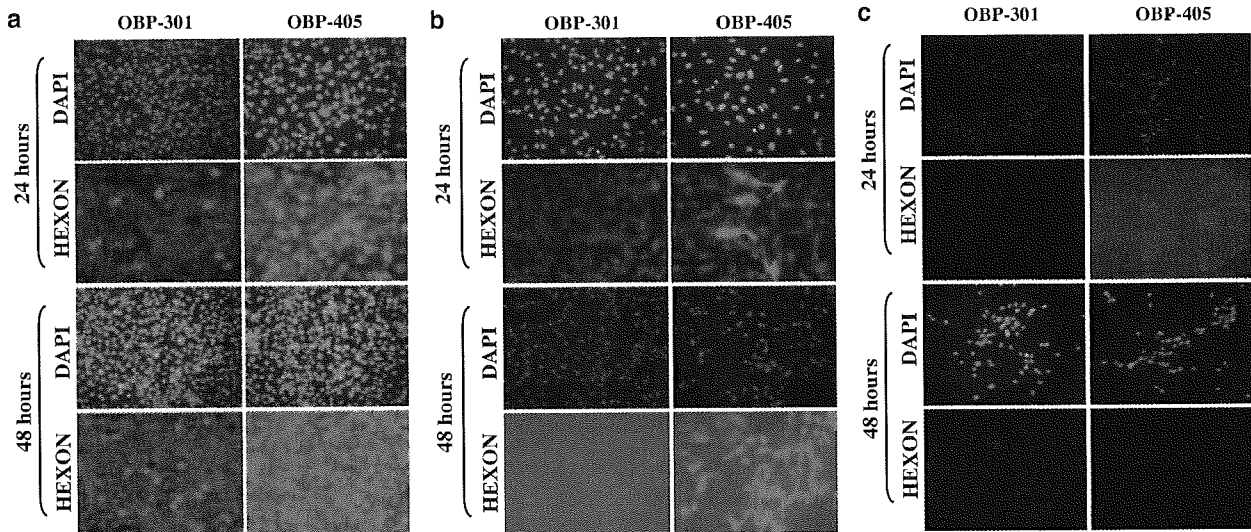 a
OBP-301 OBP-405
24 hours
DAPI
HEXON
48 hours
DAPI
HEXON
b
OBP-301 OBP-405
24 hours
DAPI
HEXON
48 hours
DAPI
HEXON
c
OBP-301 OBP-405
24 hours
DAPI
HEXON
48 hours
DAPI
HEXON